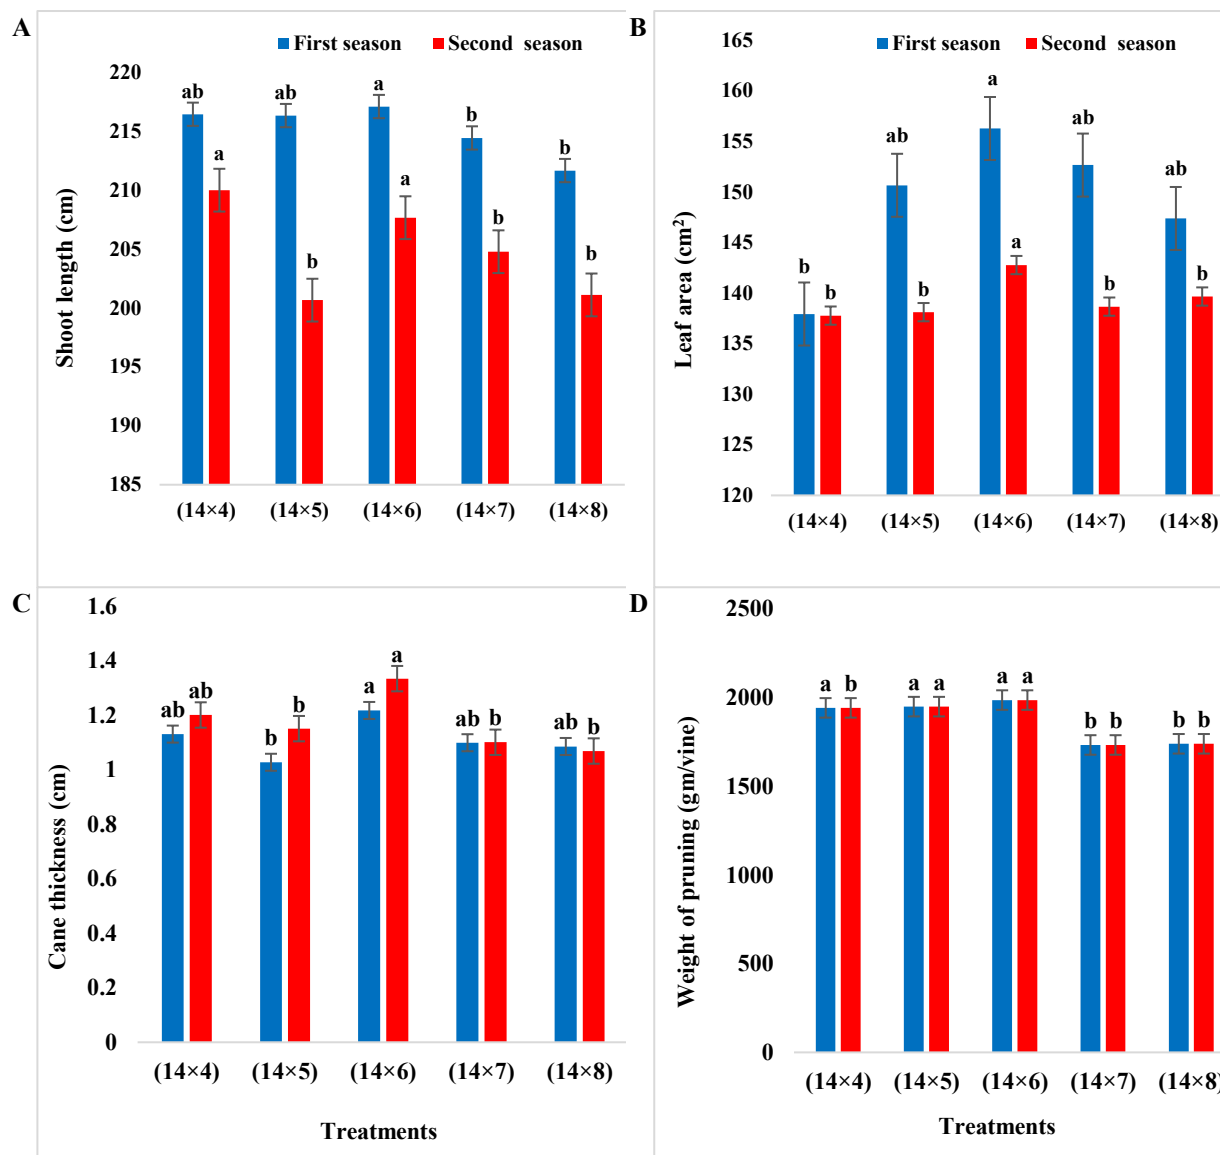 A
First season Second season
Shoot length (cm)
220
215
210
205
200
195
190
185
ab
a
ab
b
a
a
b
b
b
b
(14×4) (14×5) (14×6) (14×7) (14×8)
B
First season Second season
Leaf area (cm²)
165
160
155
150
145
140
135
130
125
120
b
b
ab
b
a
a
ab
b
ab
b
(14×4) (14×5) (14×6) (14×7) (14×8)
C
Cane thickness (cm)
1.6
1.4
1.2
1
0.8
0.6
0.4
0.2
0
ab
ab
b
b
a
a
ab
b
ab
b
(14×4) (14×5) (14×6) (14×7) (14×8)
Treatments
D
Weight of pruning (gm/vine)
2500
2000
1500
1000
500
0
a
b
a
a
a
a
b
b
b
b
(14×4) (14×5) (14×6) (14×7) (14×8)
Treatments